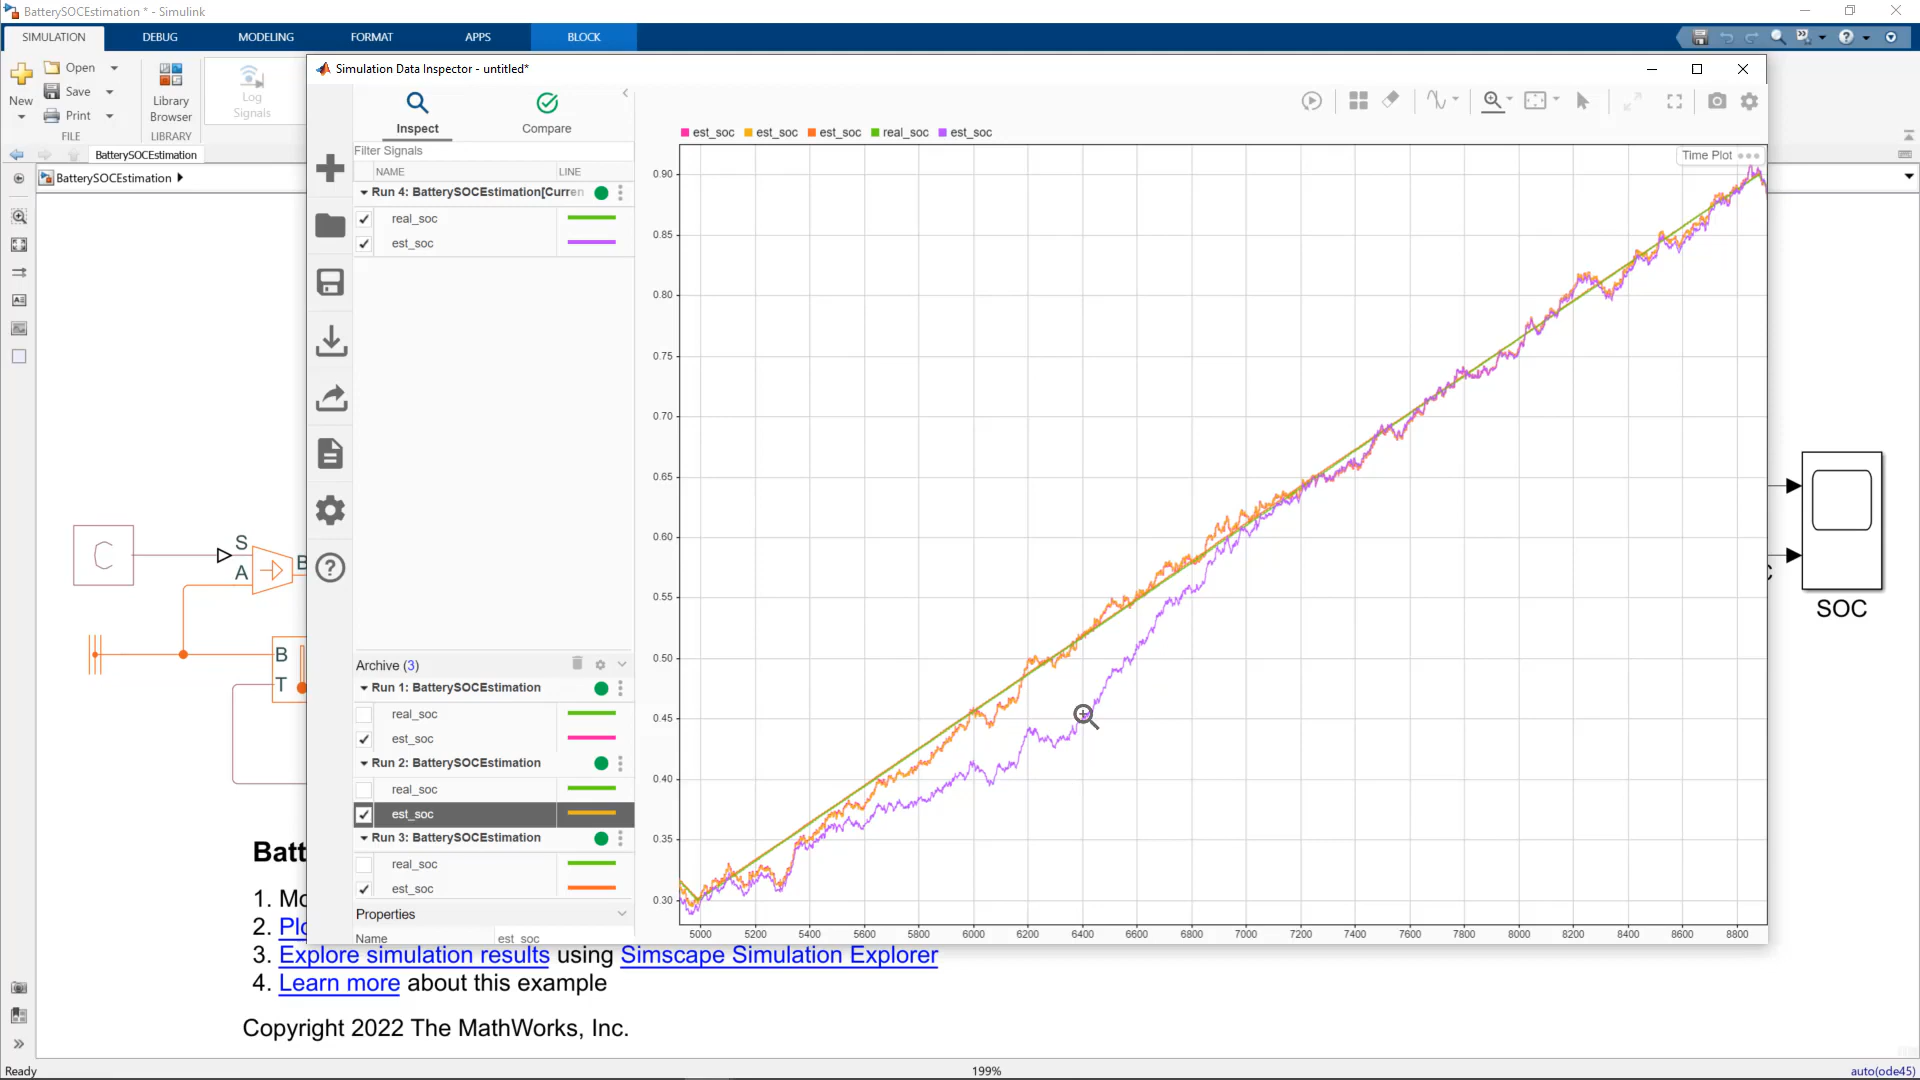 BatterySOCEstimation * - Simulink
SIMULATION DEBUG MODELING FORMAT APPS BLOCK
New
Open
Save
Print
FILE
Library
Browser
LIBRARY
Log
Signals
BatterySOCEstimation
BatterySOCEstimation
Simulation Data Inspector - untitled*
Inspect
Compare
Filter Signals
NAME LINE
Run 4: BatterySOCEstimation[Curren
real_soc
est_soc
Archive (3)
Run 1: BatterySOCEstimation
real_soc
est_soc
Run 2: BatterySOCEstimation
real_soc
est_soc
Run 3: BatterySOCEstimation
real_soc
est_soc
Properties
Name est_soc
est_soc est_soc est_soc real_soc est_soc
Time Plot
0.90
0.85
0.80
0.75
0.70
0.65
0.60
0.55
0.50
0.45
0.40
0.35
0.30
5000 5200 5400 5600 5800 6000 6200 6400 6600 6800 7000 7200 7400 7600 7800 8000 8200 8400 8600 8800
C
S
A
B
B
T
SOC
Batt
1. Mo
2. Plo
3. Explore simulation results using Simscape Simulation Explorer
4. Learn more about this example
Copyright 2022 The MathWorks, Inc.
Ready 199% auto(ode45)